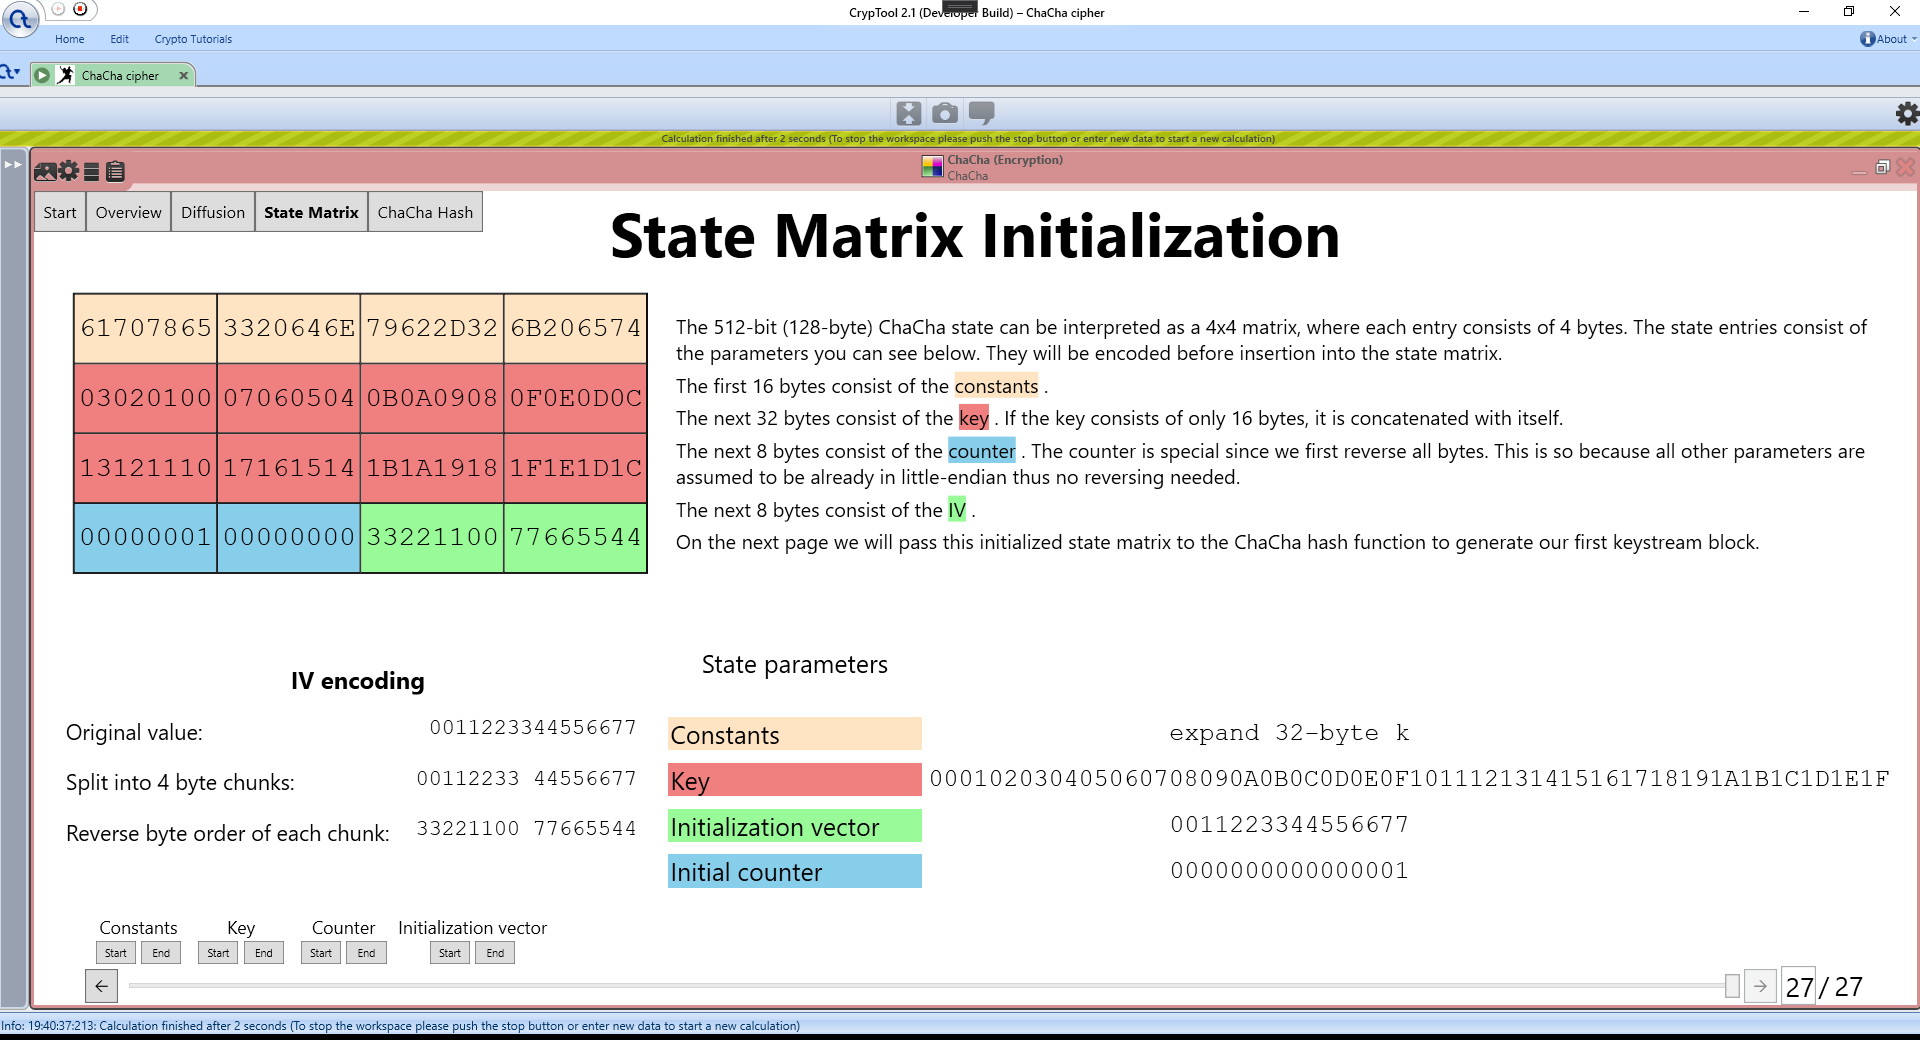 CrypTool 2.1 (Developer Build) – ChaCha cipher
Home Edit Crypto Tutorials About
ChaCha cipher
Calculation finished after 2 seconds (To stop the workspace please push the stop button or enter new data to start a new calculation)
ChaCha (Encryption)
ChaCha
Start Overview Diffusion State Matrix ChaCha Hash
State Matrix Initialization
61707865 3320646E 79622D32 6B206574
03020100 07060504 0B0A0908 0F0E0D0C
13121110 17161514 1B1A1918 1F1E1D1C
00000001 00000000 33221100 77665544
The 512-bit (128-byte) ChaCha state can be interpreted as a 4x4 matrix, where each entry consists of 4 bytes. The state entries consist of
the parameters you can see below. They will be encoded before insertion into the state matrix.
The first 16 bytes consist of the constants .
The next 32 bytes consist of the key . If the key consists of only 16 bytes, it is concatenated with itself.
The next 8 bytes consist of the counter . The counter is special since we first reverse all bytes. This is so because all other parameters are
assumed to be already in little-endian thus no reversing needed.
The next 8 bytes consist of the IV .
On the next page we will pass this initialized state matrix to the ChaCha hash function to generate our first keystream block.
IV encoding
Original value: 0011223344556677
Split into 4 byte chunks: 00112233 44556677
Reverse byte order of each chunk: 33221100 77665544
State parameters
Constants expand 32-byte k
Key 000102030405060708090A0B0C0D0E0F101112131415161718191A1B1C1D1E1F
Initialization vector 0011223344556677
Initial counter 0000000000000001
Constants Key Counter Initialization vector
Start End Start End Start End Start End
27 / 27
Info: 19:40:37:213: Calculation finished after 2 seconds (To stop the workspace please push the stop button or enter new data to start a new calculation)